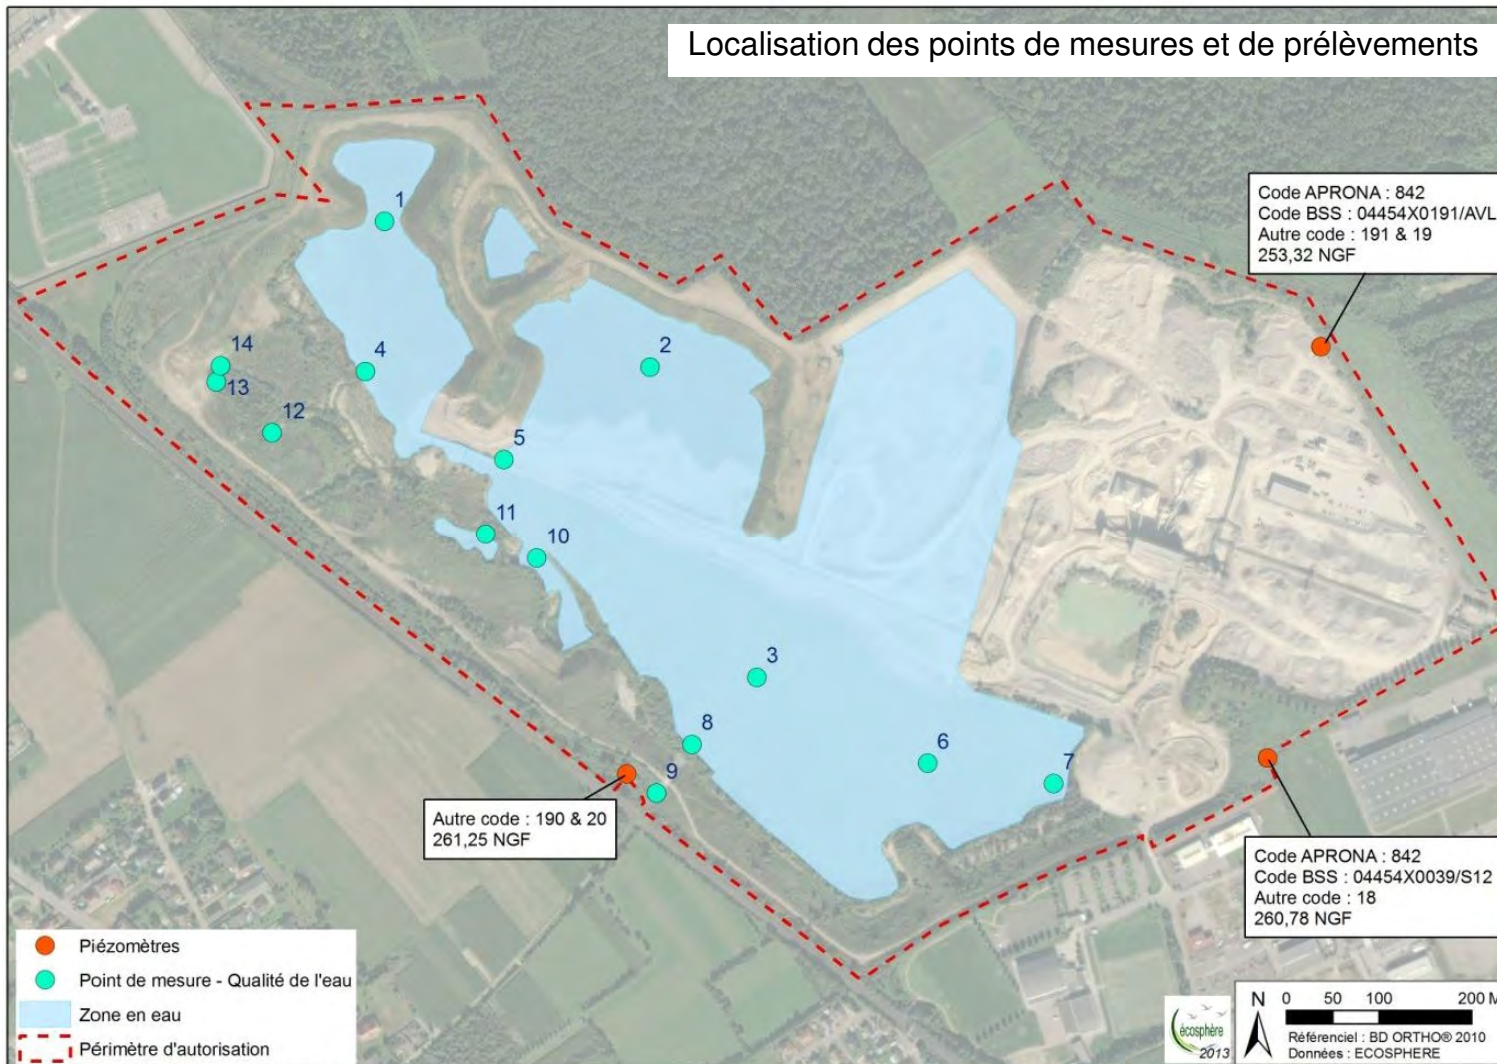 Localisation des points de mesures et de prélèvements
Code APRONA : 842
Code BSS : 04454X0191/AVL
Autre code : 191 & 19
253,32 NGF
1
2
14
13
4
12
5
11
10
3
8
6
7
9
Autre code : 190 & 20
261,25 NGF
Code APRONA : 842
Code BSS : 04454X0039/S12
Autre code : 18
260,78 NGF
Piézomètres
Point de mesure - Qualité de l'eau
Zone en eau
Périmètre d'autorisation
écosphère
2013
N 0 50 100 200 M
Référenciel : BD ORTHO® 2010
Données : ECOSPHERE